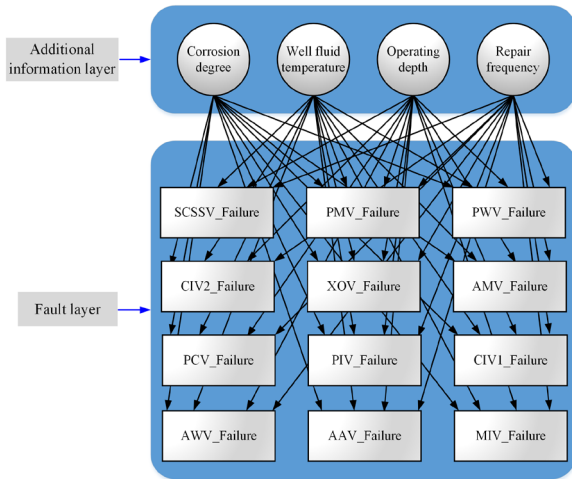 Additional
information layer
Corrosion
degree
Well fluid
temperature
Operating
depth
Repair
frequency
Fault layer
SCSSV_Failure
PMV_Failure
PWV_Failure
CIV2_Failure
XOV_Failure
AMV_Failure
PCV_Failure
PIV_Failure
CIV1_Failure
AWV_Failure
AAV_Failure
MIV_Failure